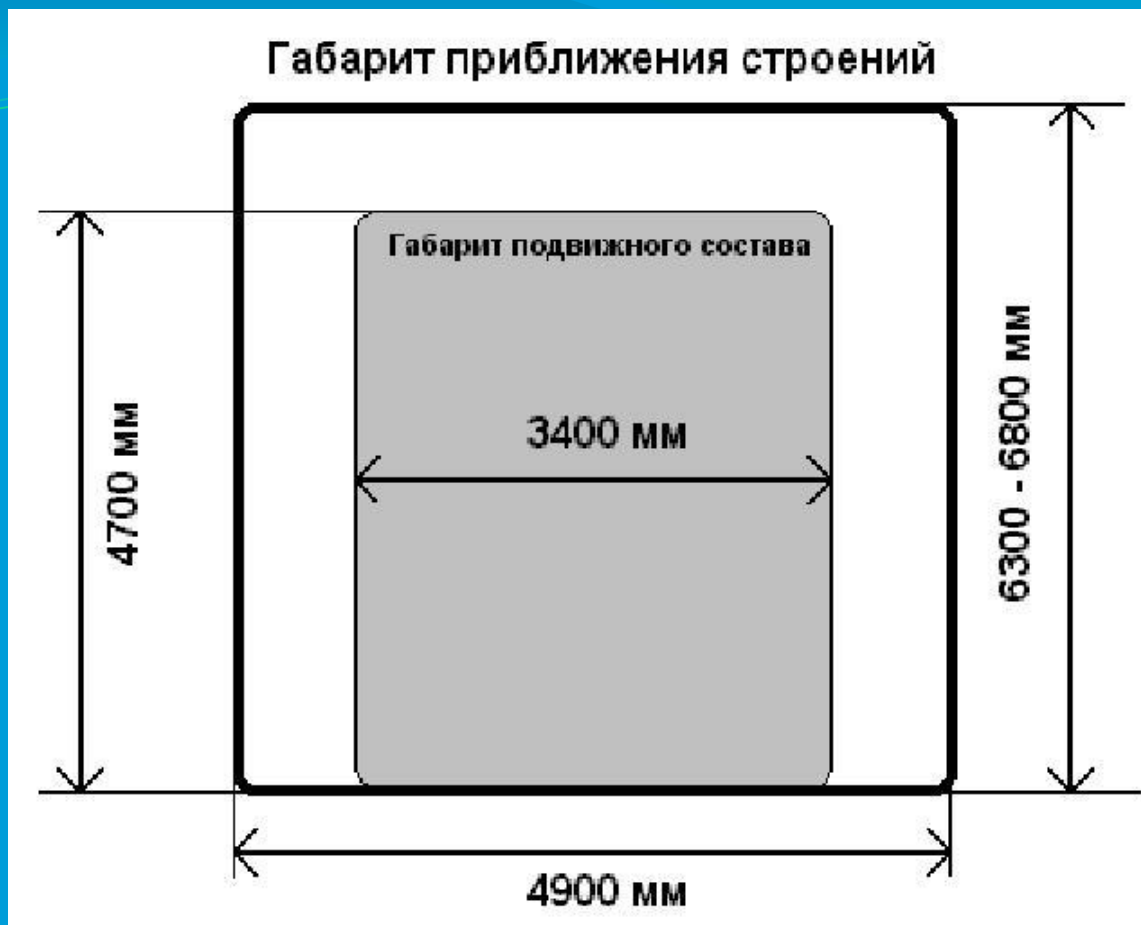 Габарит приближения строений
Габарит подвижного состава
3400 мм
4700 мм
6300 - 6800 мм
4900 мм